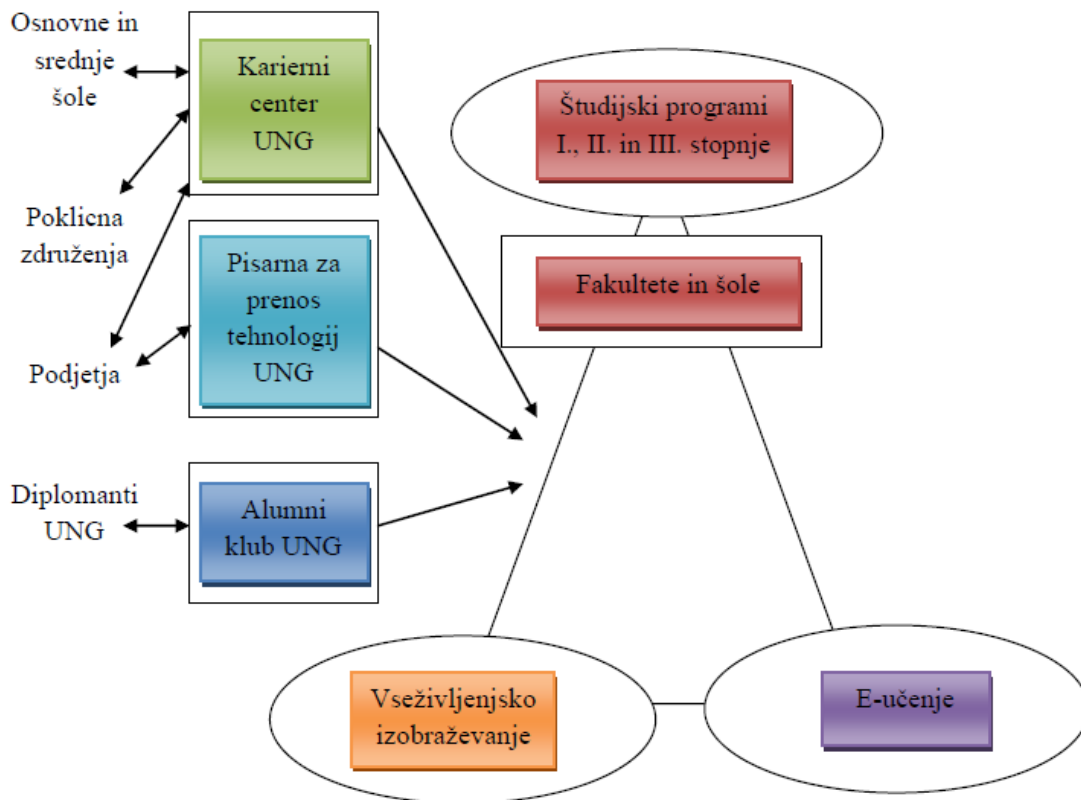 Osnovne in
srednje
šole
Karierni
center
UNG
Študijski programi
I., II. in III. stopnje
Poklicna
združenja
Pisarna za
prenos
tehnologij
UNG
Fakultete in šole
Podjetja
Diplomanti
UNG
Alumni
klub UNG
Vseživljenjsko
izobraževanje
E-učenje